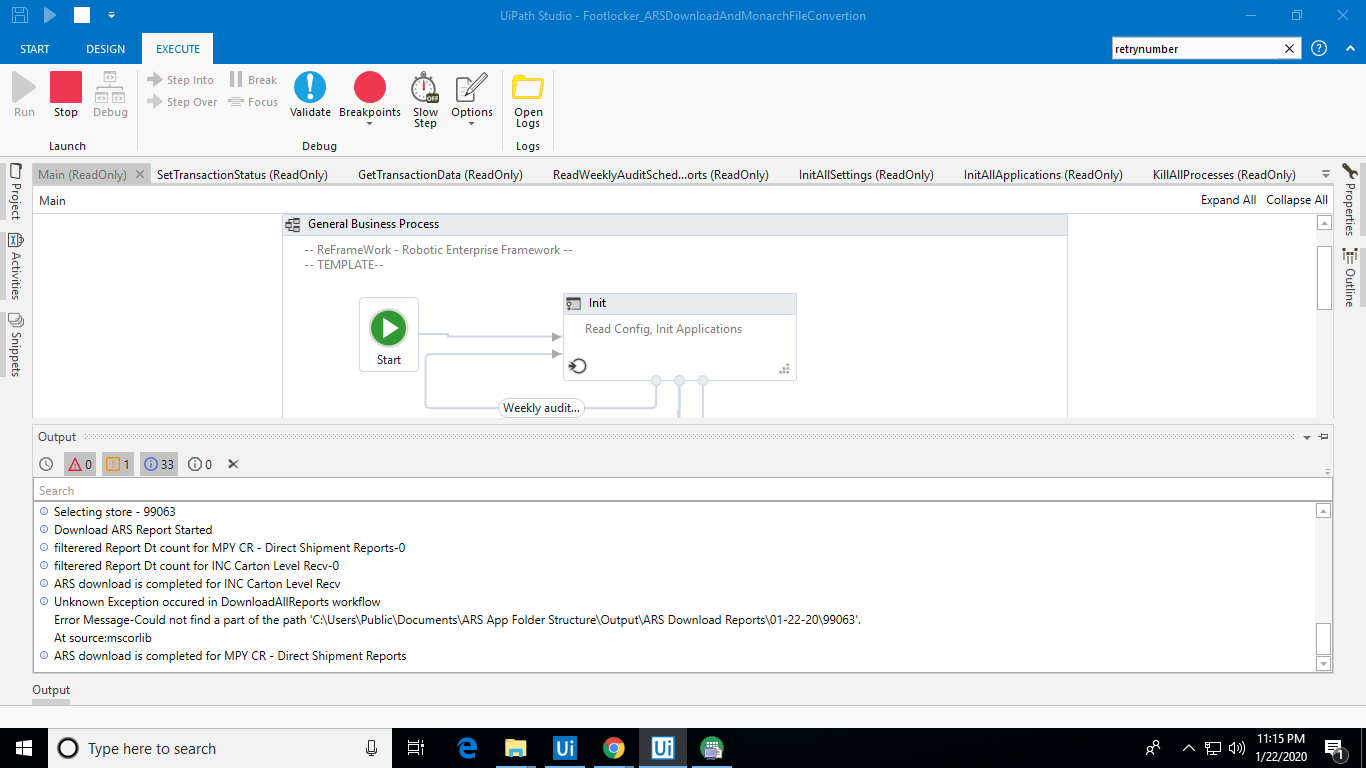 UiPath Studio - Footlocker_ARSDownloadAndMonarchFileConvertion
START DESIGN EXECUTE retrynumber
Run Stop Debug Step Into Step Over Break Focus Validate Breakpoints Slow Step OFF Options Open Logs
Launch Debug Logs
Main (ReadOnly) SetTransactionStatus (ReadOnly) GetTransactionData (ReadOnly) ReadWeeklyAuditSched...orts (ReadOnly) InitAllSettings (ReadOnly) InitAllApplications (ReadOnly) KillAllProcesses (ReadOnly)
Main Expand All Collapse All
Project
Activities
Snippets
Properties
Outline
General Business Process
-- ReFrameWork - Robotic Enterprise Framework --
-- TEMPLATE--
Init
Read Config, Init Applications
Start
Weekly audit...
Output
0 1 33 0
Search
Selecting store - 99063
Download ARS Report Started
filterered Report Dt count for MPY CR - Direct Shipment Reports-0
filterered Report Dt count for INC Carton Level Recv-0
ARS download is completed for INC Carton Level Recv
Unknown Exception occured in DownloadAllReports workflow
Error Message-Could not find a part of the path 'C:\Users\Public\Documents\ARS App Folder Structure\Output\ARS Download Reports\01-22-20\99063'.
At source:mscorlib
ARS download is completed for MPY CR - Direct Shipment Reports
Output
Type here to search
Ui
Ui
11:15 PM
1/22/2020
1